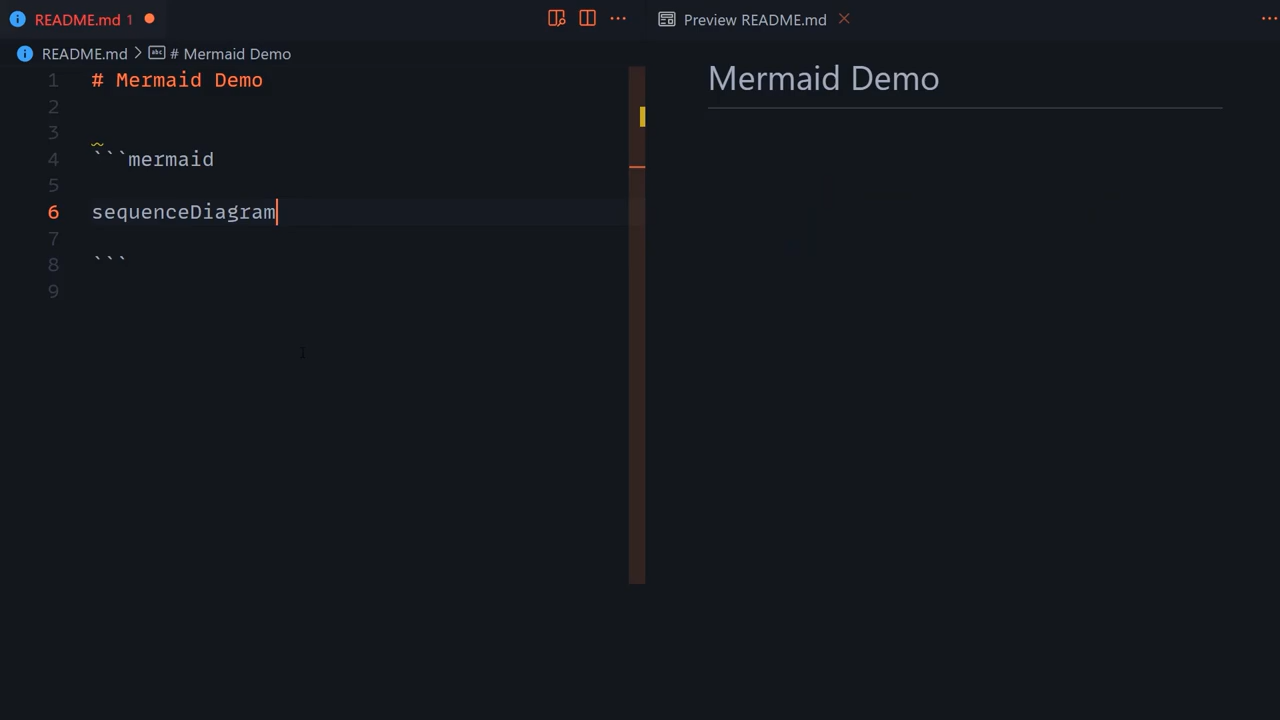 README.md 1
Preview README.md
README.md > # Mermaid Demo
1 # Mermaid Demo
2
3
4 ```mermaid
5
6 sequenceDiagram
7
8 ```
9
Mermaid Demo